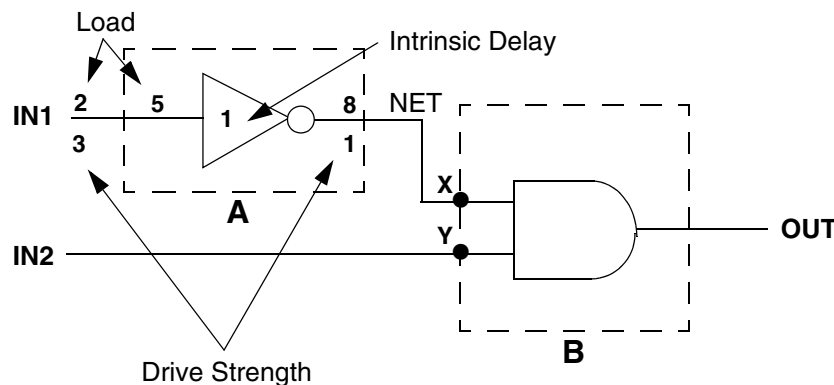 Load
Intrinsic Delay
IN1
2
3
5
1
8
1
NET
A
X
Y
IN2
OUT
B
Drive Strength